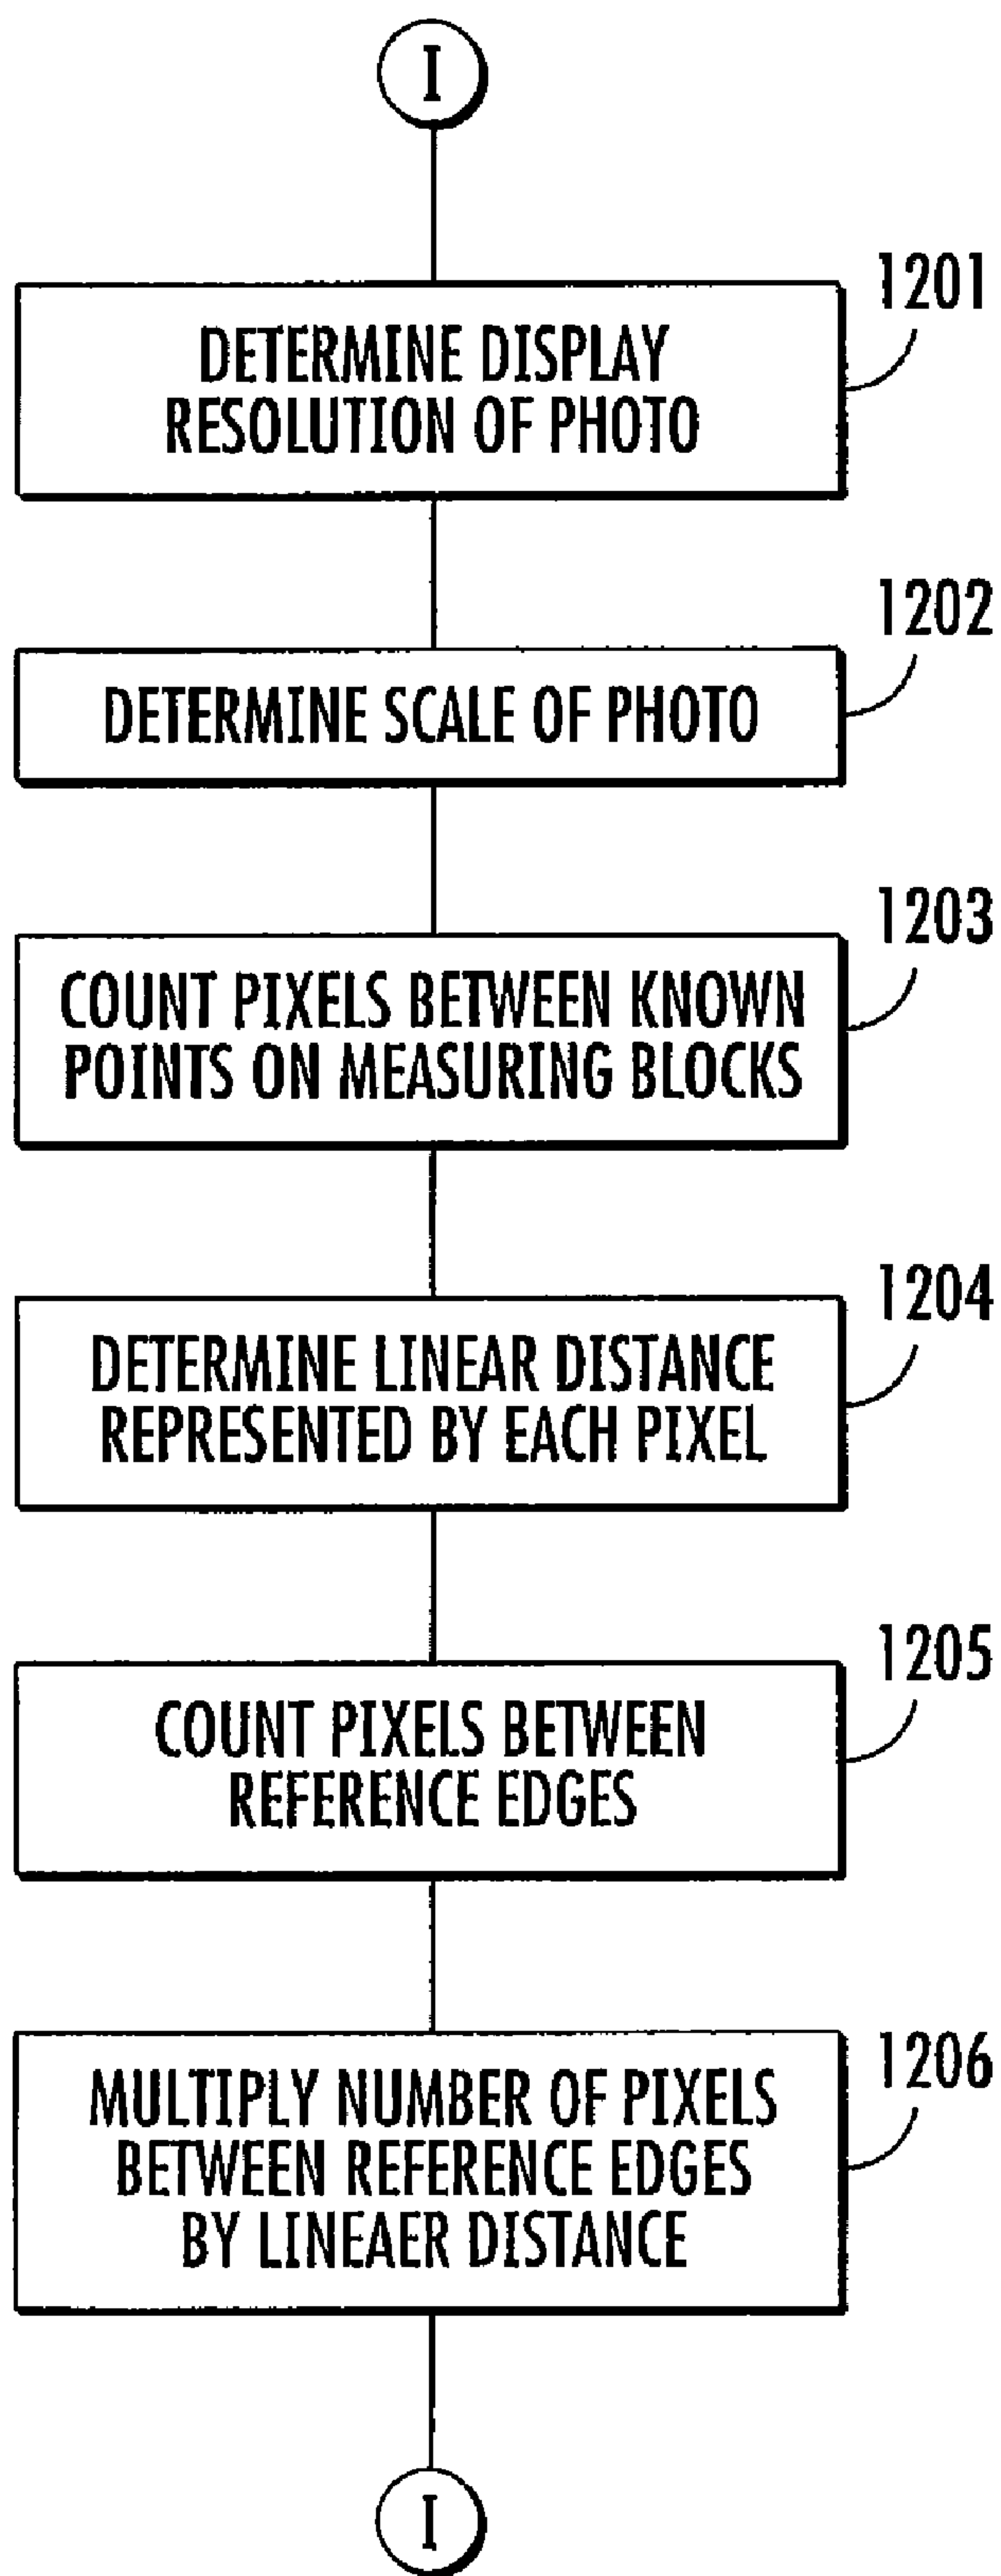 I
1201
DETERMINE DISPLAY
RESOLUTION OF PHOTO
1202
DETERMINE SCALE OF PHOTO
1203
COUNT PIXELS BETWEEN KNOWN
POINTS ON MEASURING BLOCKS
1204
DETERMINE LINEAR DISTANCE
REPRESENTED BY EACH PIXEL
1205
COUNT PIXELS BETWEEN
REFERENCE EDGES
1206
MULTIPLY NUMBER OF PIXELS
BETWEEN REFERENCE EDGES
BY LINEAER DISTANCE
I